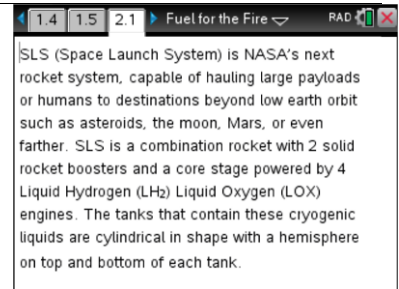 1.4 1.5 2.1 Fuel for the Fire RAD
SLS (Space Launch System) is NASA's next
rocket system, capable of hauling large payloads
or humans to destinations beyond low earth orbit
such as asteroids, the moon, Mars, or even
farther. SLS is a combination rocket with 2 solid
rocket boosters and a core stage powered by 4
Liquid Hydrogen (LH₂) Liquid Oxygen (LOX)
engines. The tanks that contain these cryogenic
liquids are cylindrical in shape with a hemisphere
on top and bottom of each tank.